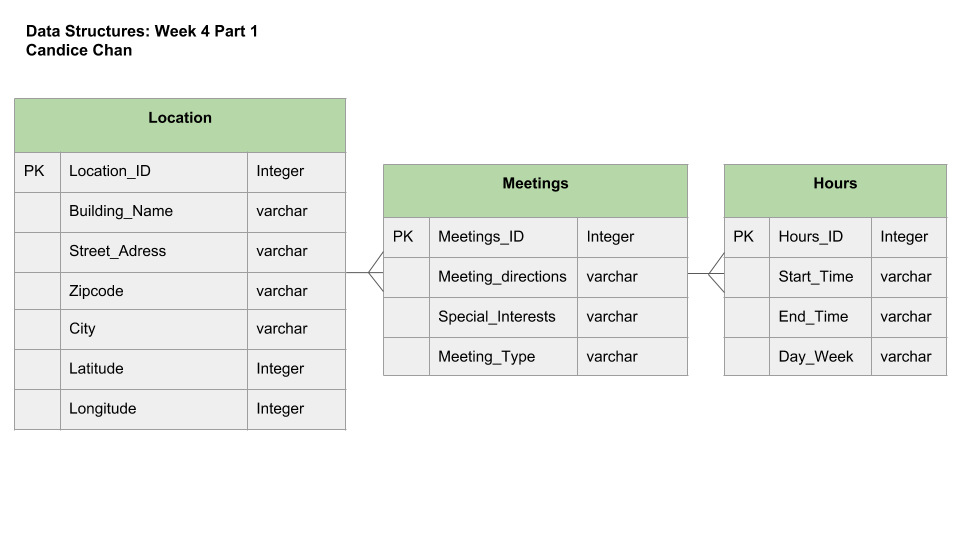 Data Structures: Week 4 Part 1
Candice Chan
Location
PK Location_ID Integer
Building_Name varchar
Street_Adress varchar
Zipcode varchar
City varchar
Latitude Integer
Longitude Integer
Meetings
PK Meetings_ID Integer
Meeting_directions varchar
Special_Interests varchar
Meeting_Type varchar
Hours
PK Hours_ID Integer
Start_Time varchar
End_Time varchar
Day_Week varchar